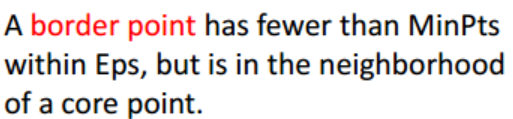 A border point has fewer than MinPts
within Eps, but is in the neighborhood
of a core point.